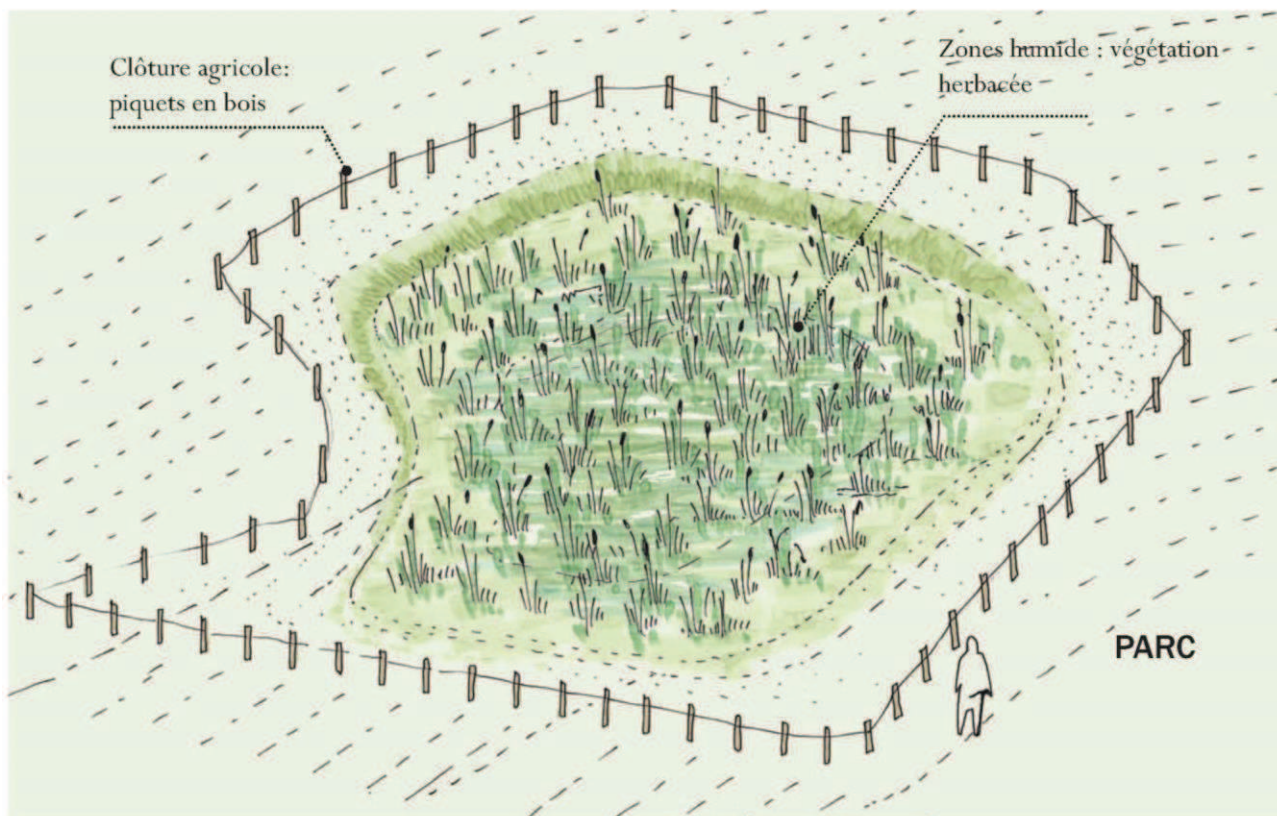 Clôture agricole:
piquets en bois
Zones humide : végétation
herbacée
PARC